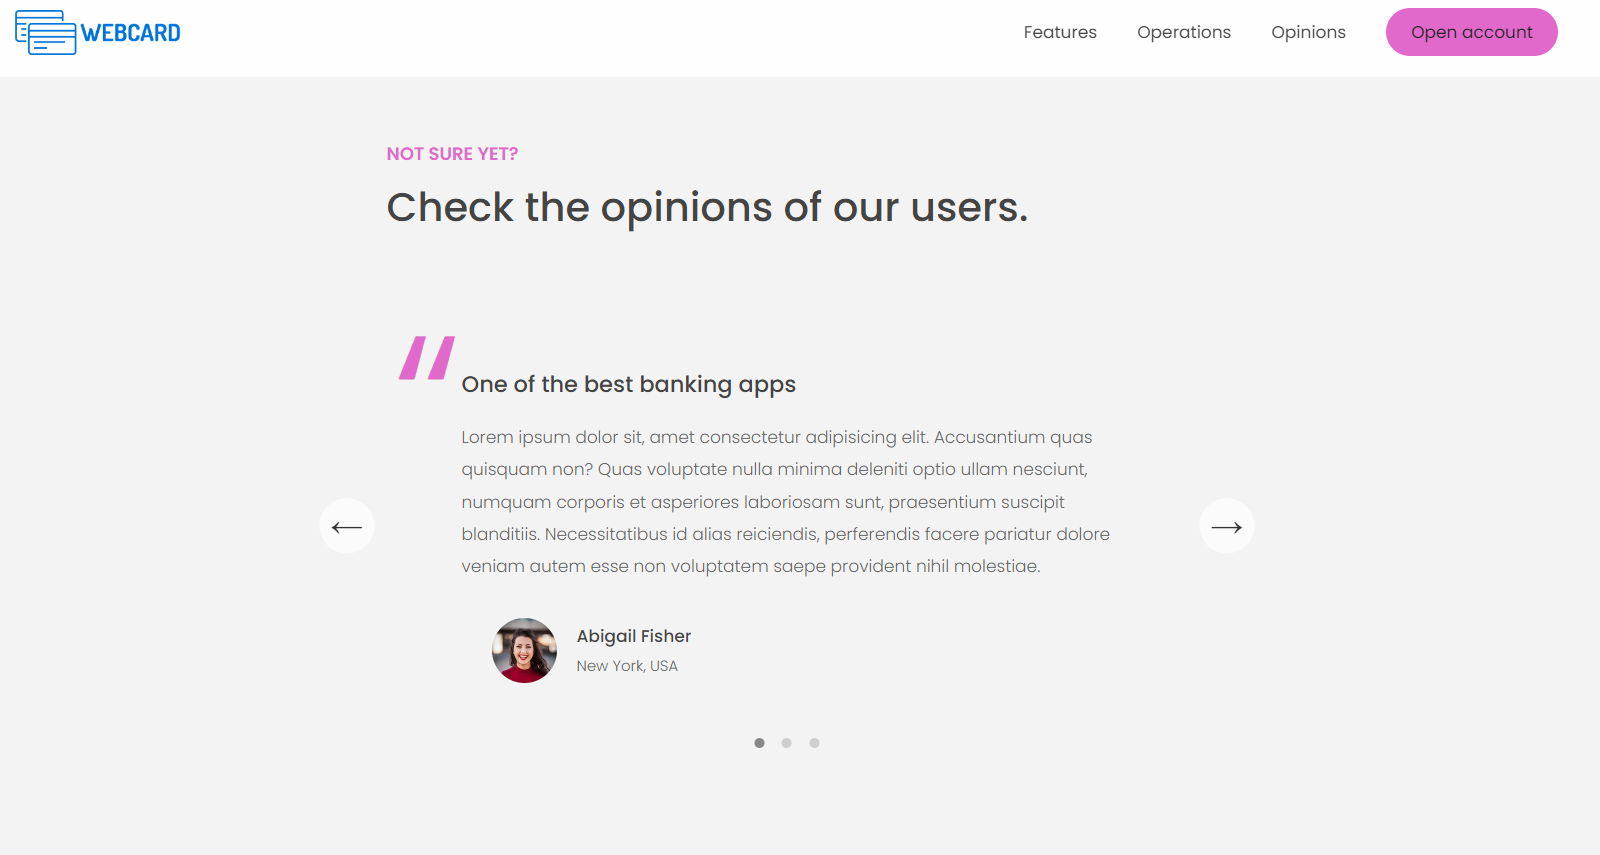 WEBCARD
Features
Operations
Opinions
Open account
NOT SURE YET?
Check the opinions of our users.
One of the best banking apps
Lorem ipsum dolor sit, amet consectetur adipisicing elit. Accusantium quas
quisquam non? Quas voluptate nulla minima deleniti optio ullam nesciunt,
numquam corporis et asperiores laboriosam sunt, praesentium suscipit
blanditiis. Necessitatibus id alias reiciendis, perferendis facere pariatur dolore
veniam autem esse non voluptatem saepe provident nihil molestiae.
Abigail Fisher
New York, USA